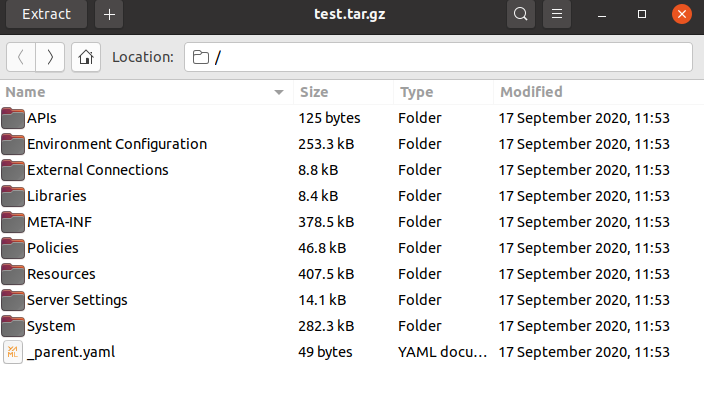 Extract + test.tar.gz
Location: /
Name Size Type Modified
APIs 125 bytes Folder 17 September 2020, 11:53
Environment Configuration 253.3 kB Folder 17 September 2020, 11:53
External Connections 8.8 kB Folder 17 September 2020, 11:53
Libraries 8.4 kB Folder 17 September 2020, 11:53
META-INF 378.5 kB Folder 17 September 2020, 11:53
Policies 46.8 kB Folder 17 September 2020, 11:53
Resources 407.5 kB Folder 17 September 2020, 11:53
Server Settings 14.1 kB Folder 17 September 2020, 11:53
System 282.3 kB Folder 17 September 2020, 11:53
_parent.yaml 49 bytes YAML docu… 17 September 2020, 11:53